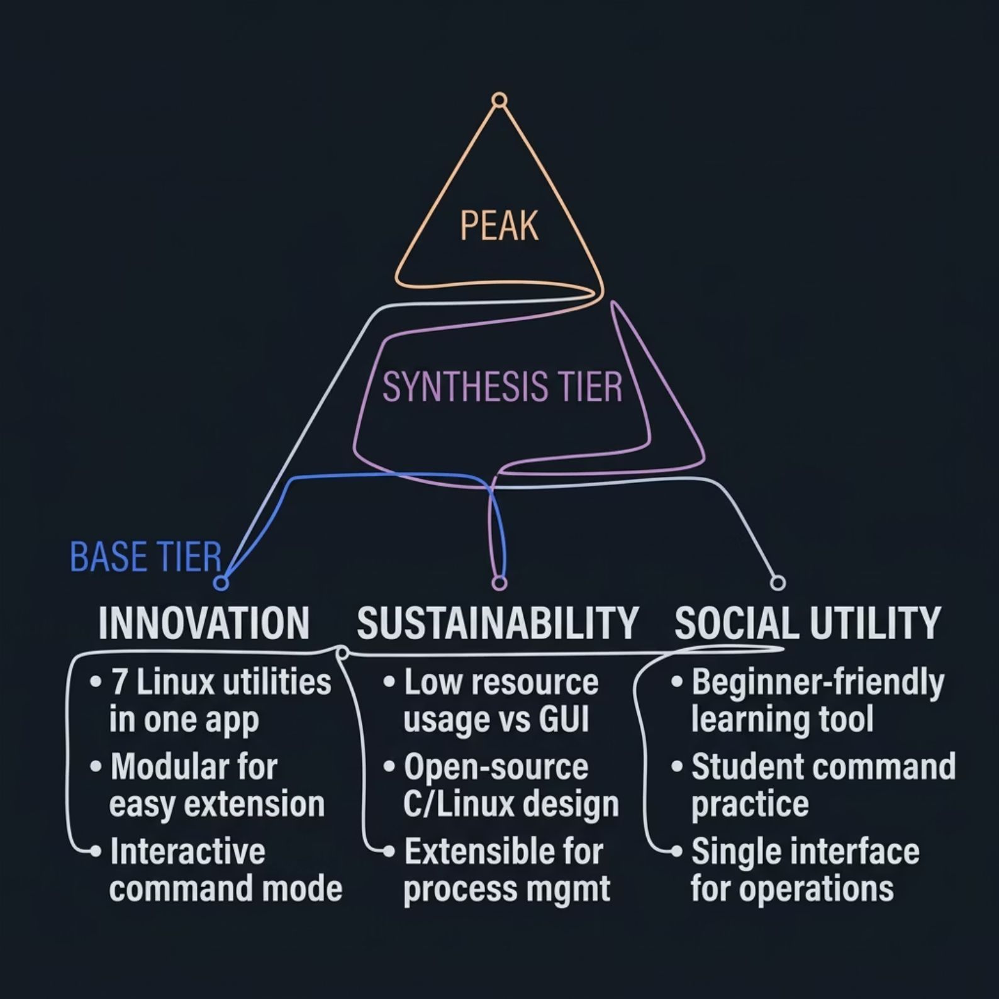 PEAK
SYNTHESIS TIER
BASE TIER
INNOVATION
• 7 Linux utilities
in one app
• Modular for
easy extension
• Interactive
command mode
SUSTAINABILITY
• Low resource
usage vs GUI
• Open-source
C/Linux design
• Extensible for
process mgmt
SOCIAL UTILITY
• Beginner-friendly
learning tool
• Student command
practice
• Single interface
for operations